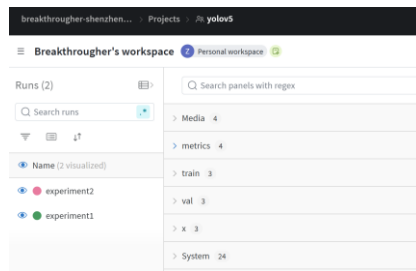 breakthrougher-shenzhen... > Projects > yolov5
Breakthrougher's workspace Z Personal workspace
Runs (2)
Search panels with regex
Search runs .*
Media 4
metrics 4
Name (2 visualized)
train 3
experiment2
val 3
experiment1
x 3
System 24